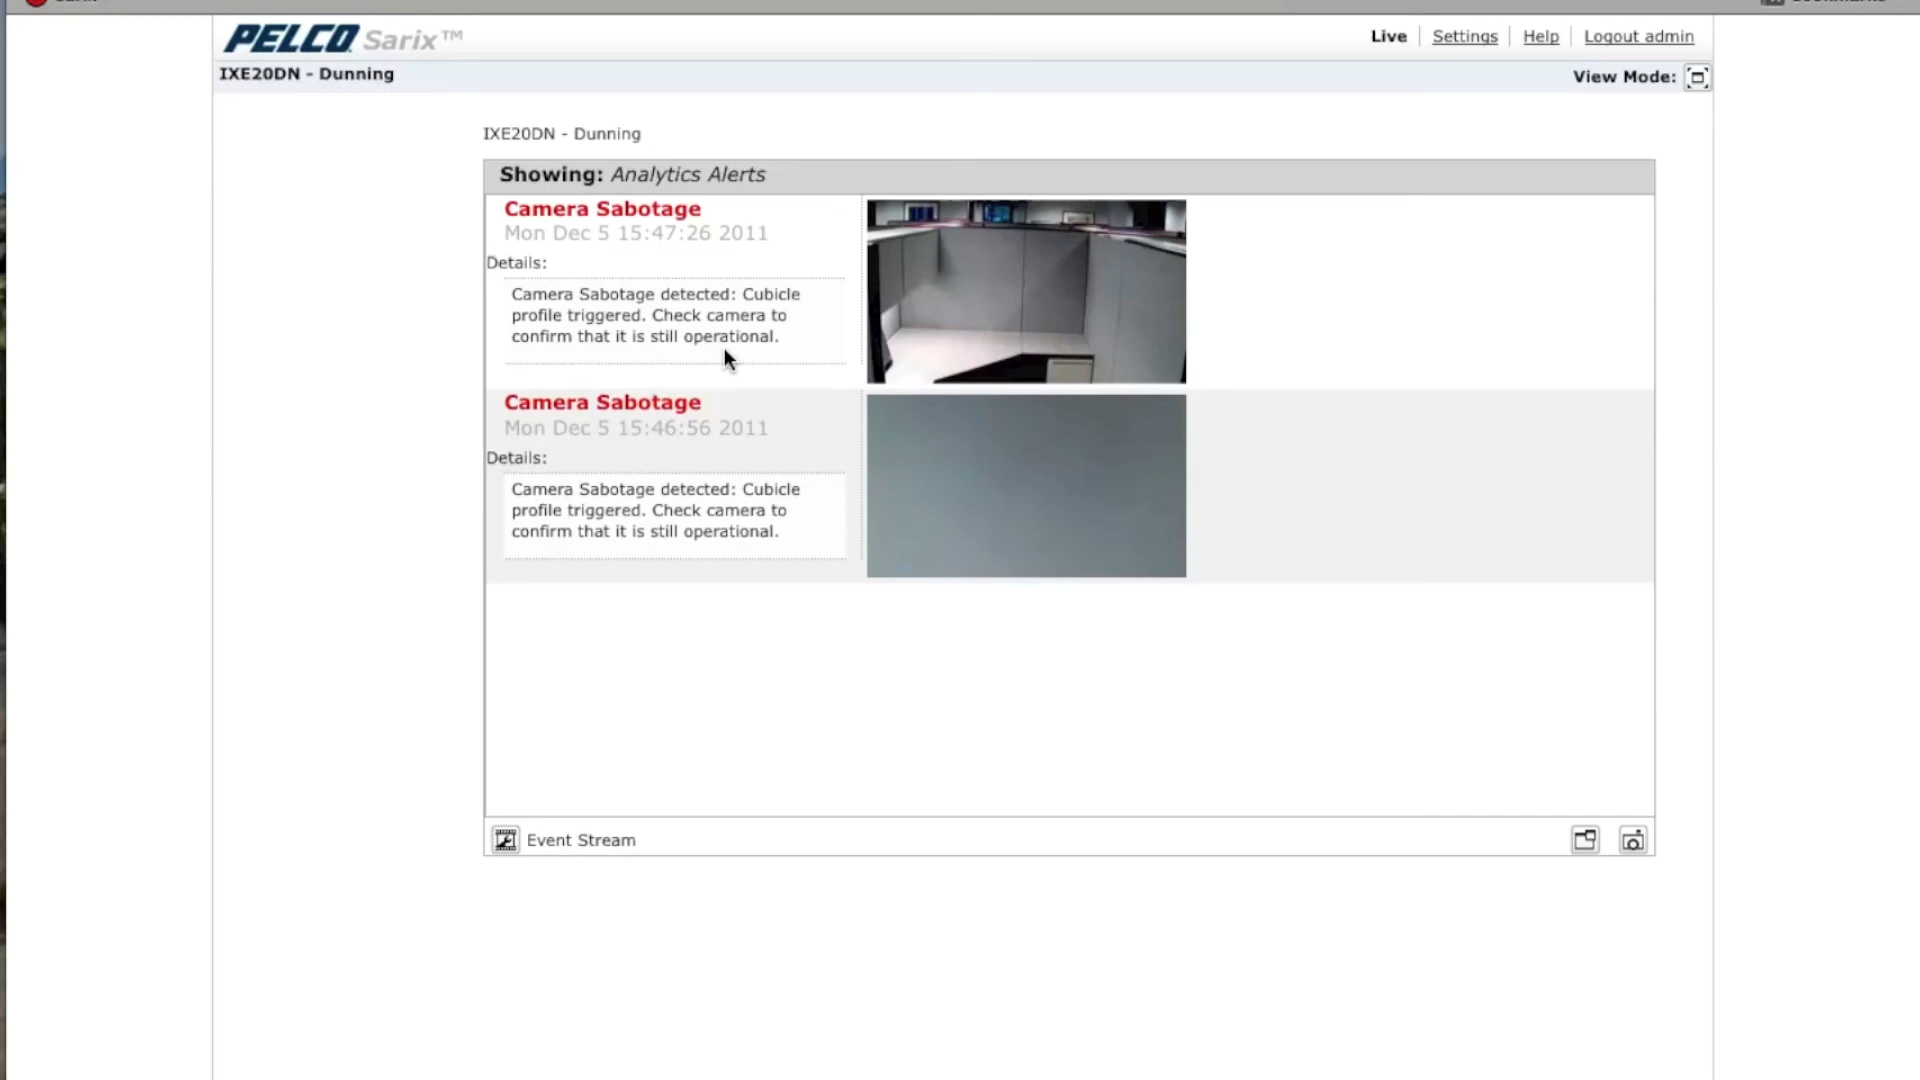 PELCO Sarix™
Live Settings Help Logout admin
IXE20DN - Dunning
View Mode:
IXE20DN - Dunning
Showing: Analytics Alerts
Camera Sabotage
Mon Dec 5 15:47:26 2011
Details:
Camera Sabotage detected: Cubicle
profile triggered. Check camera to
confirm that it is still operational.
Camera Sabotage
Mon Dec 5 15:46:56 2011
Details:
Camera Sabotage detected: Cubicle
profile triggered. Check camera to
confirm that it is still operational.
Event Stream